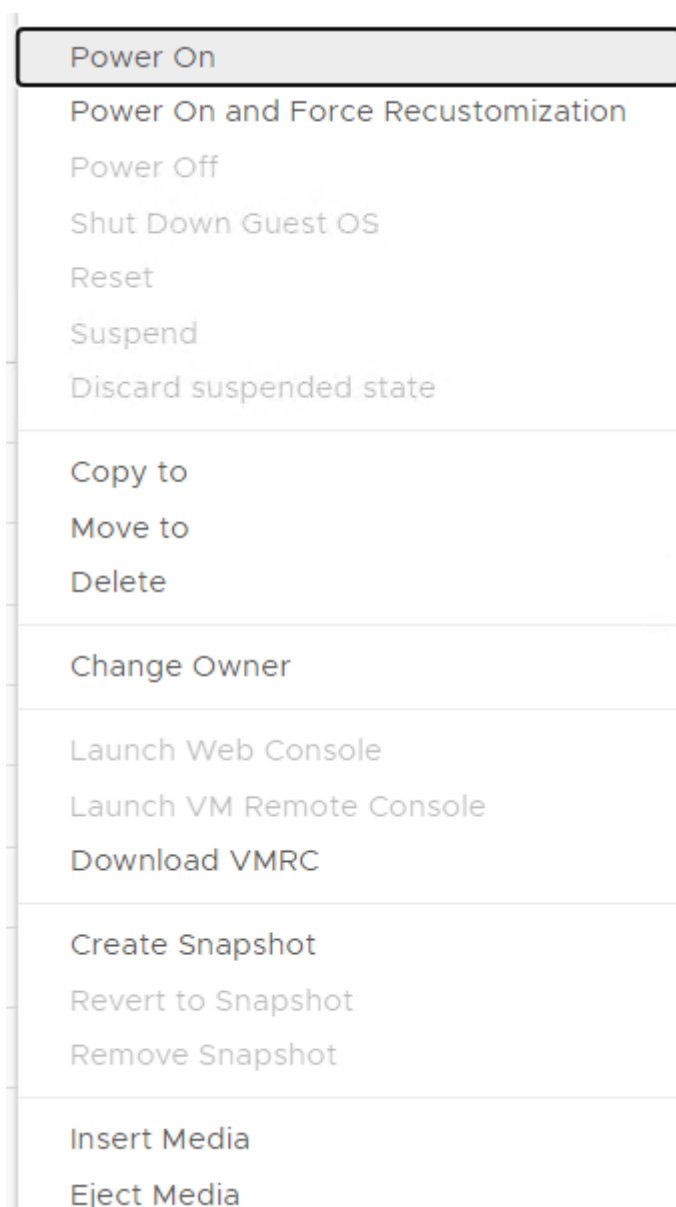 Power On
Power On and Force Recustomization
Power Off
Shut Down Guest OS
Reset
Suspend
Discard suspended state
Copy to
Move to
Delete
Change Owner
Launch Web Console
Launch VM Remote Console
Download VMRC
Create Snapshot
Revert to Snapshot
Remove Snapshot
Insert Media
Eject Media